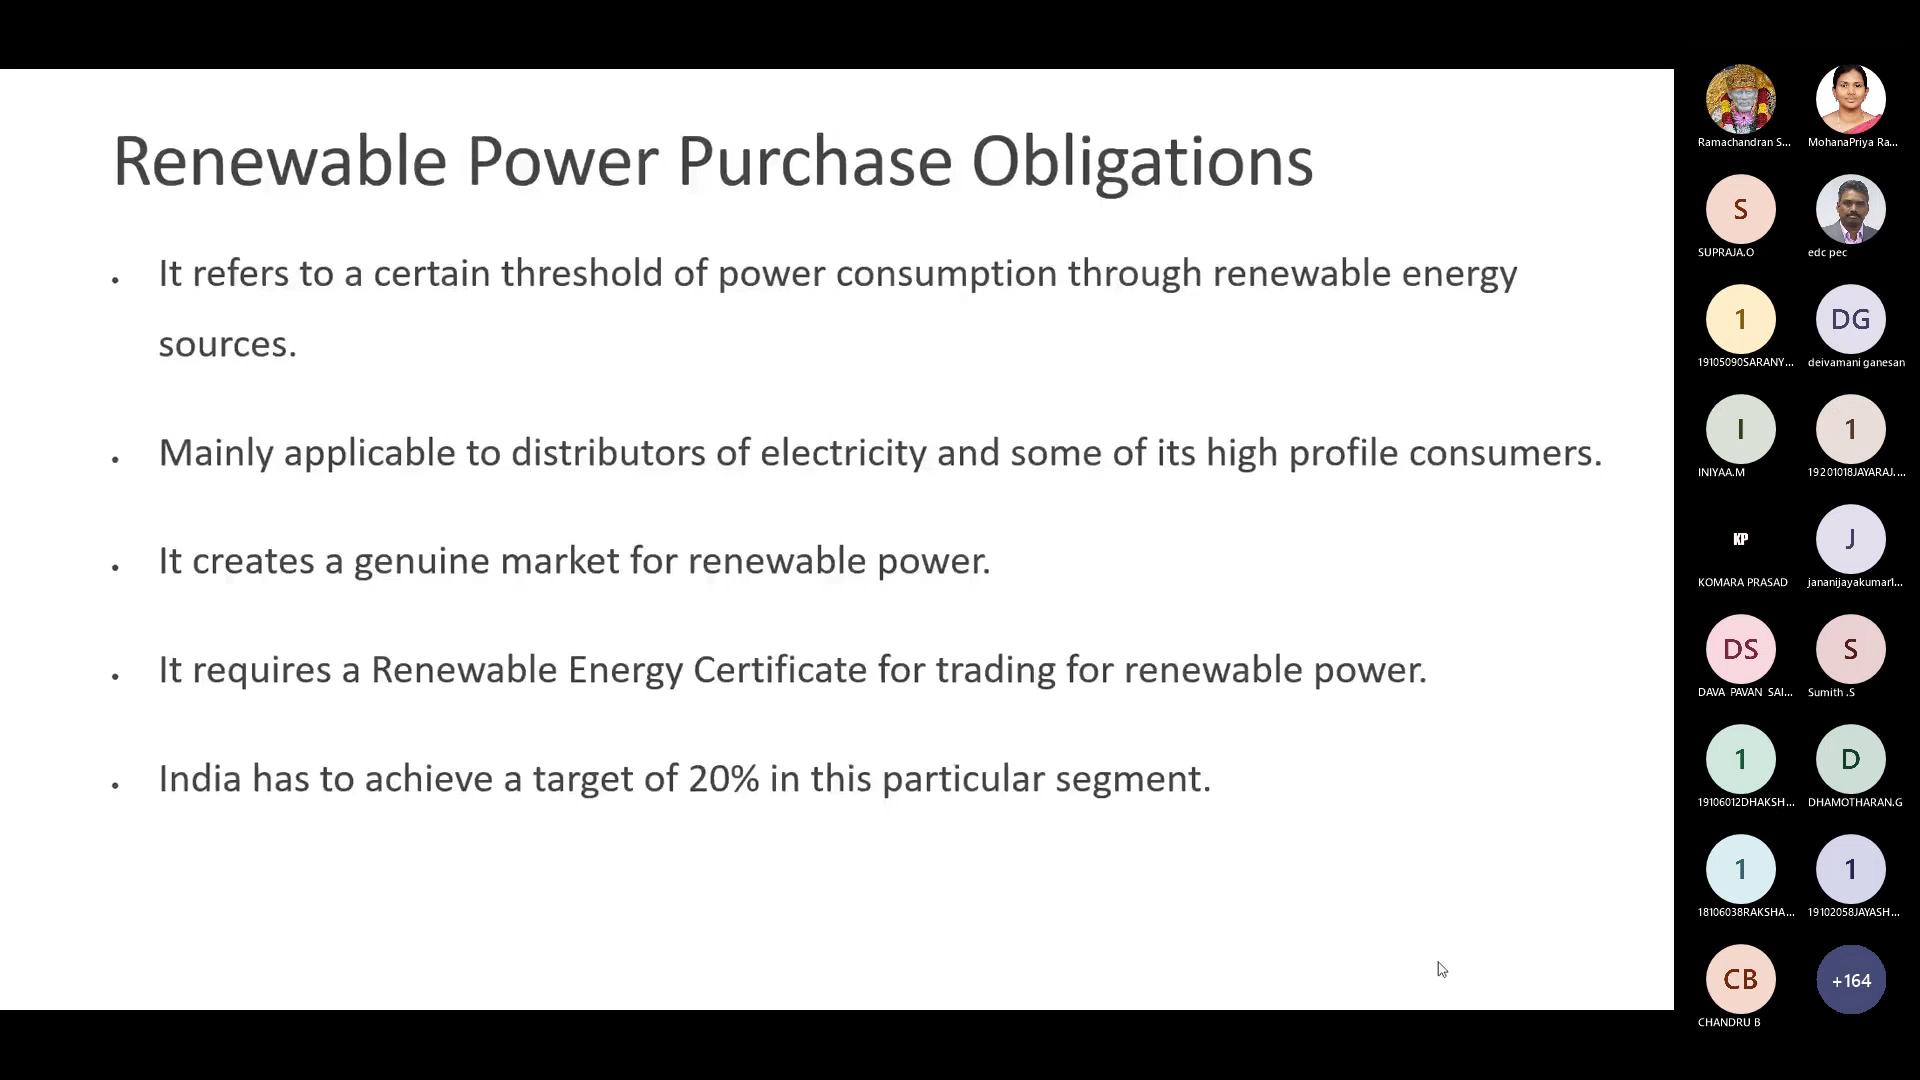 Renewable Power Purchase Obligations
It refers to a certain threshold of power consumption through renewable energy
sources.
Mainly applicable to distributors of electricity and some of its high profile consumers.
It creates a genuine market for renewable power.
It requires a Renewable Energy Certificate for trading for renewable power.
India has to achieve a target of 20% in this particular segment.
Ramachandran S...
MohanaPriya Ra...
S
SUPRAJA.O
edc pec
1
19105090SARANY...
DG
deivamani ganesan
I
INIYAA.M
1
19201018JAYARAJ....
KP
KOMARA PRASAD
J
jananijayakumarl...
DS
DAVA PAVAN SAI...
S
Sumith .S
1
19106012DHAKSH...
D
DHAMOTHARAN.G
1
18106038RAKSHA...
1
19102058JAYASH...
CB
CHANDRU B
+164